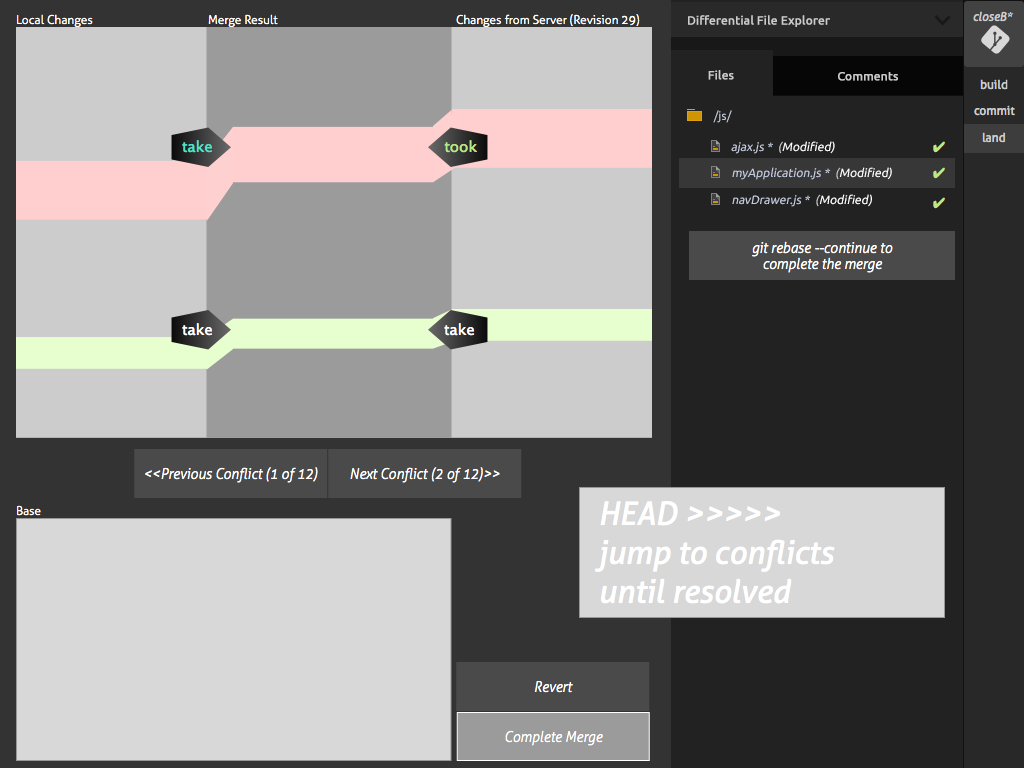 Local Changes
Merge Result
Changes from Server (Revision 29)
take
took
take
take
<<Previous Conflict (1 of 12)
Next Conflict (2 of 12)>>
Base
Revert
Complete Merge
HEAD >>>>>
jump to conflicts
until resolved
Differential File Explorer
Files
Comments
/js/
ajax.js * (Modified)
myApplication.js * (Modified)
navDrawer.js * (Modified)
git rebase --continue to
complete the merge
closeB*
build
commit
land